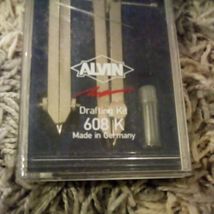 ALVIN
Drafting Kit
608 K
Made in Germany